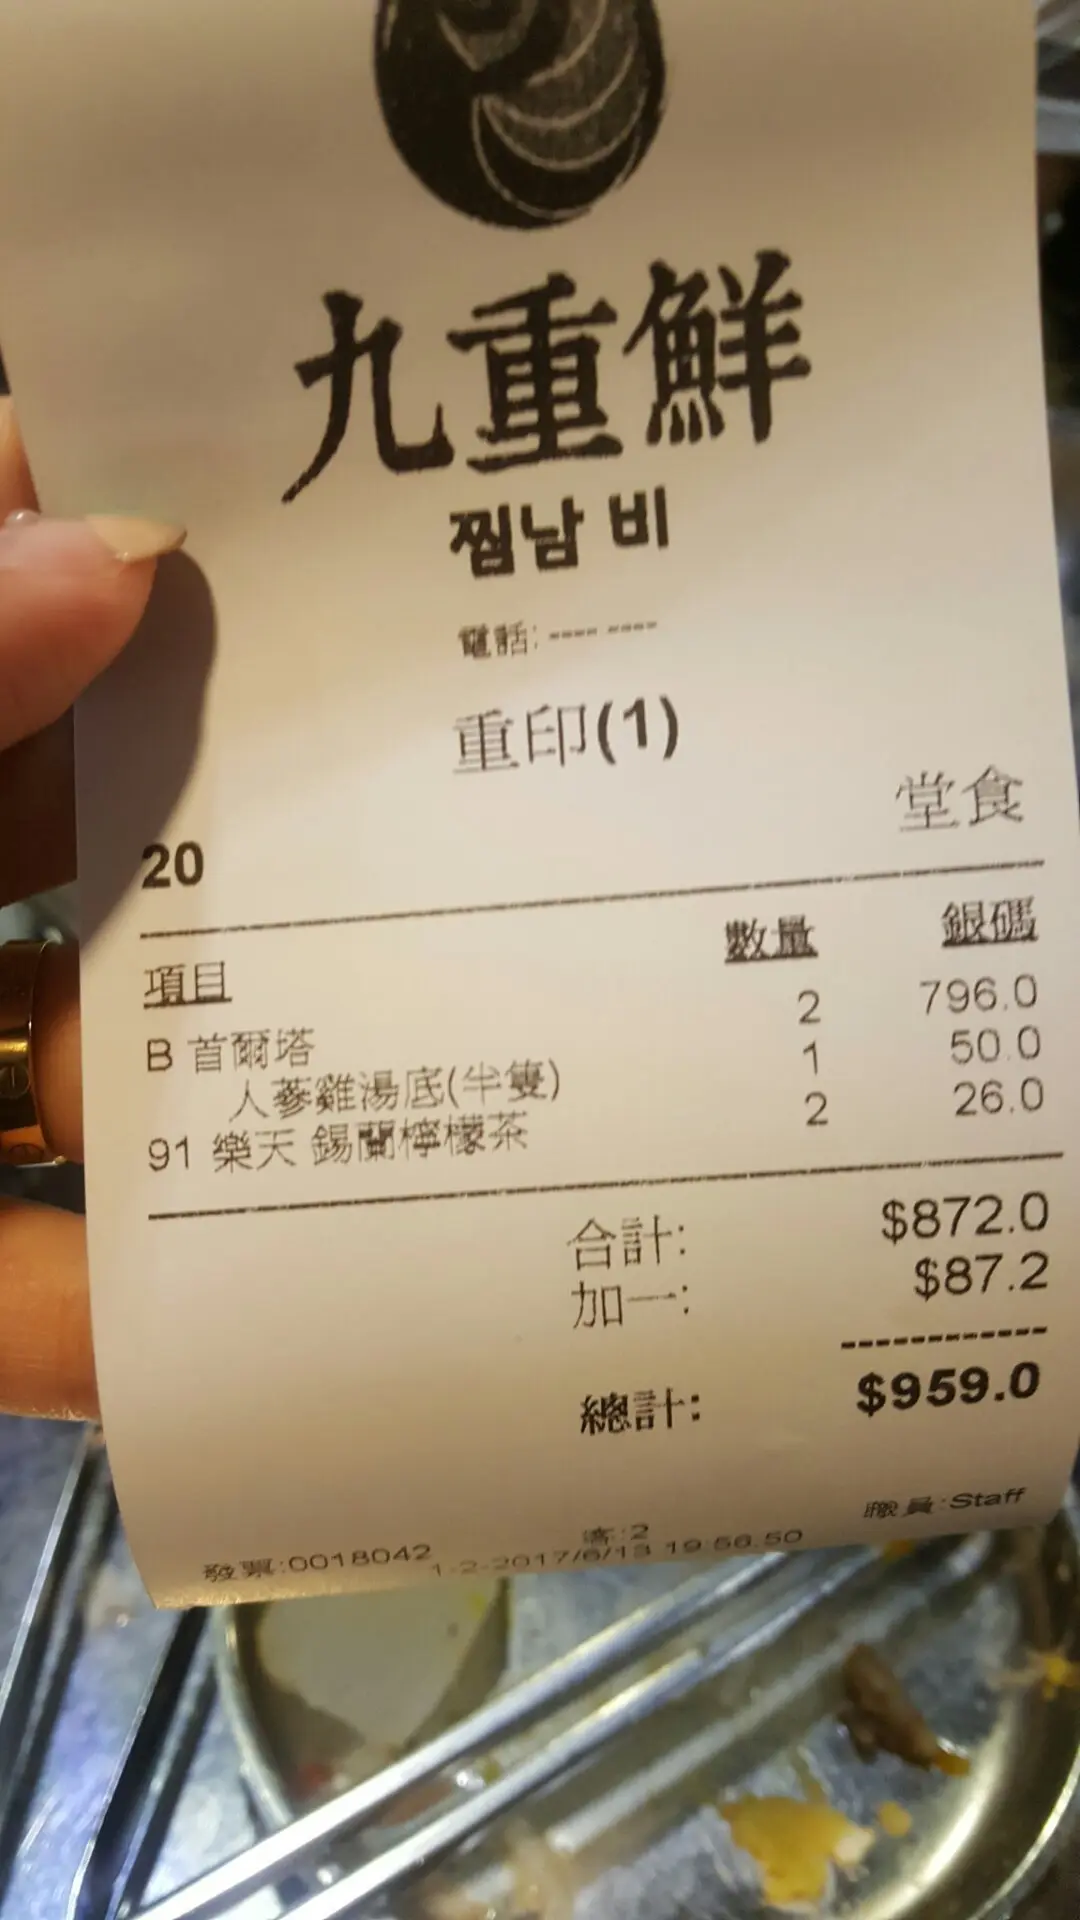 九重鮮
찜남 비
電話: ---- ----
重印(1)
堂食
20
項目 數量 銀碼
B 首爾塔 2 796.0
人蔘雞湯底(半隻) 1 50.0
91 樂天 錫蘭檸檬茶 2 26.0
合計: $872.0
加一: $87.2
------------
總計: $959.0
職員:Staff
客:2
發票:0018042
1-2-2017/6/13 19:56.50